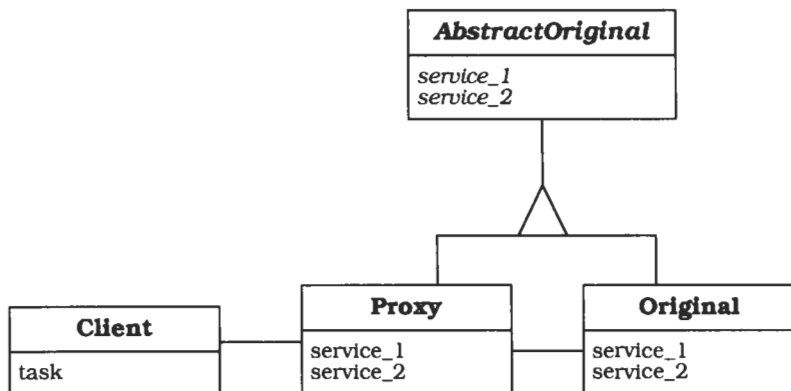 AbstractOriginal
service_1
service_2
Client
task
Proxy
service_1
service_2
Original
service_1
service_2